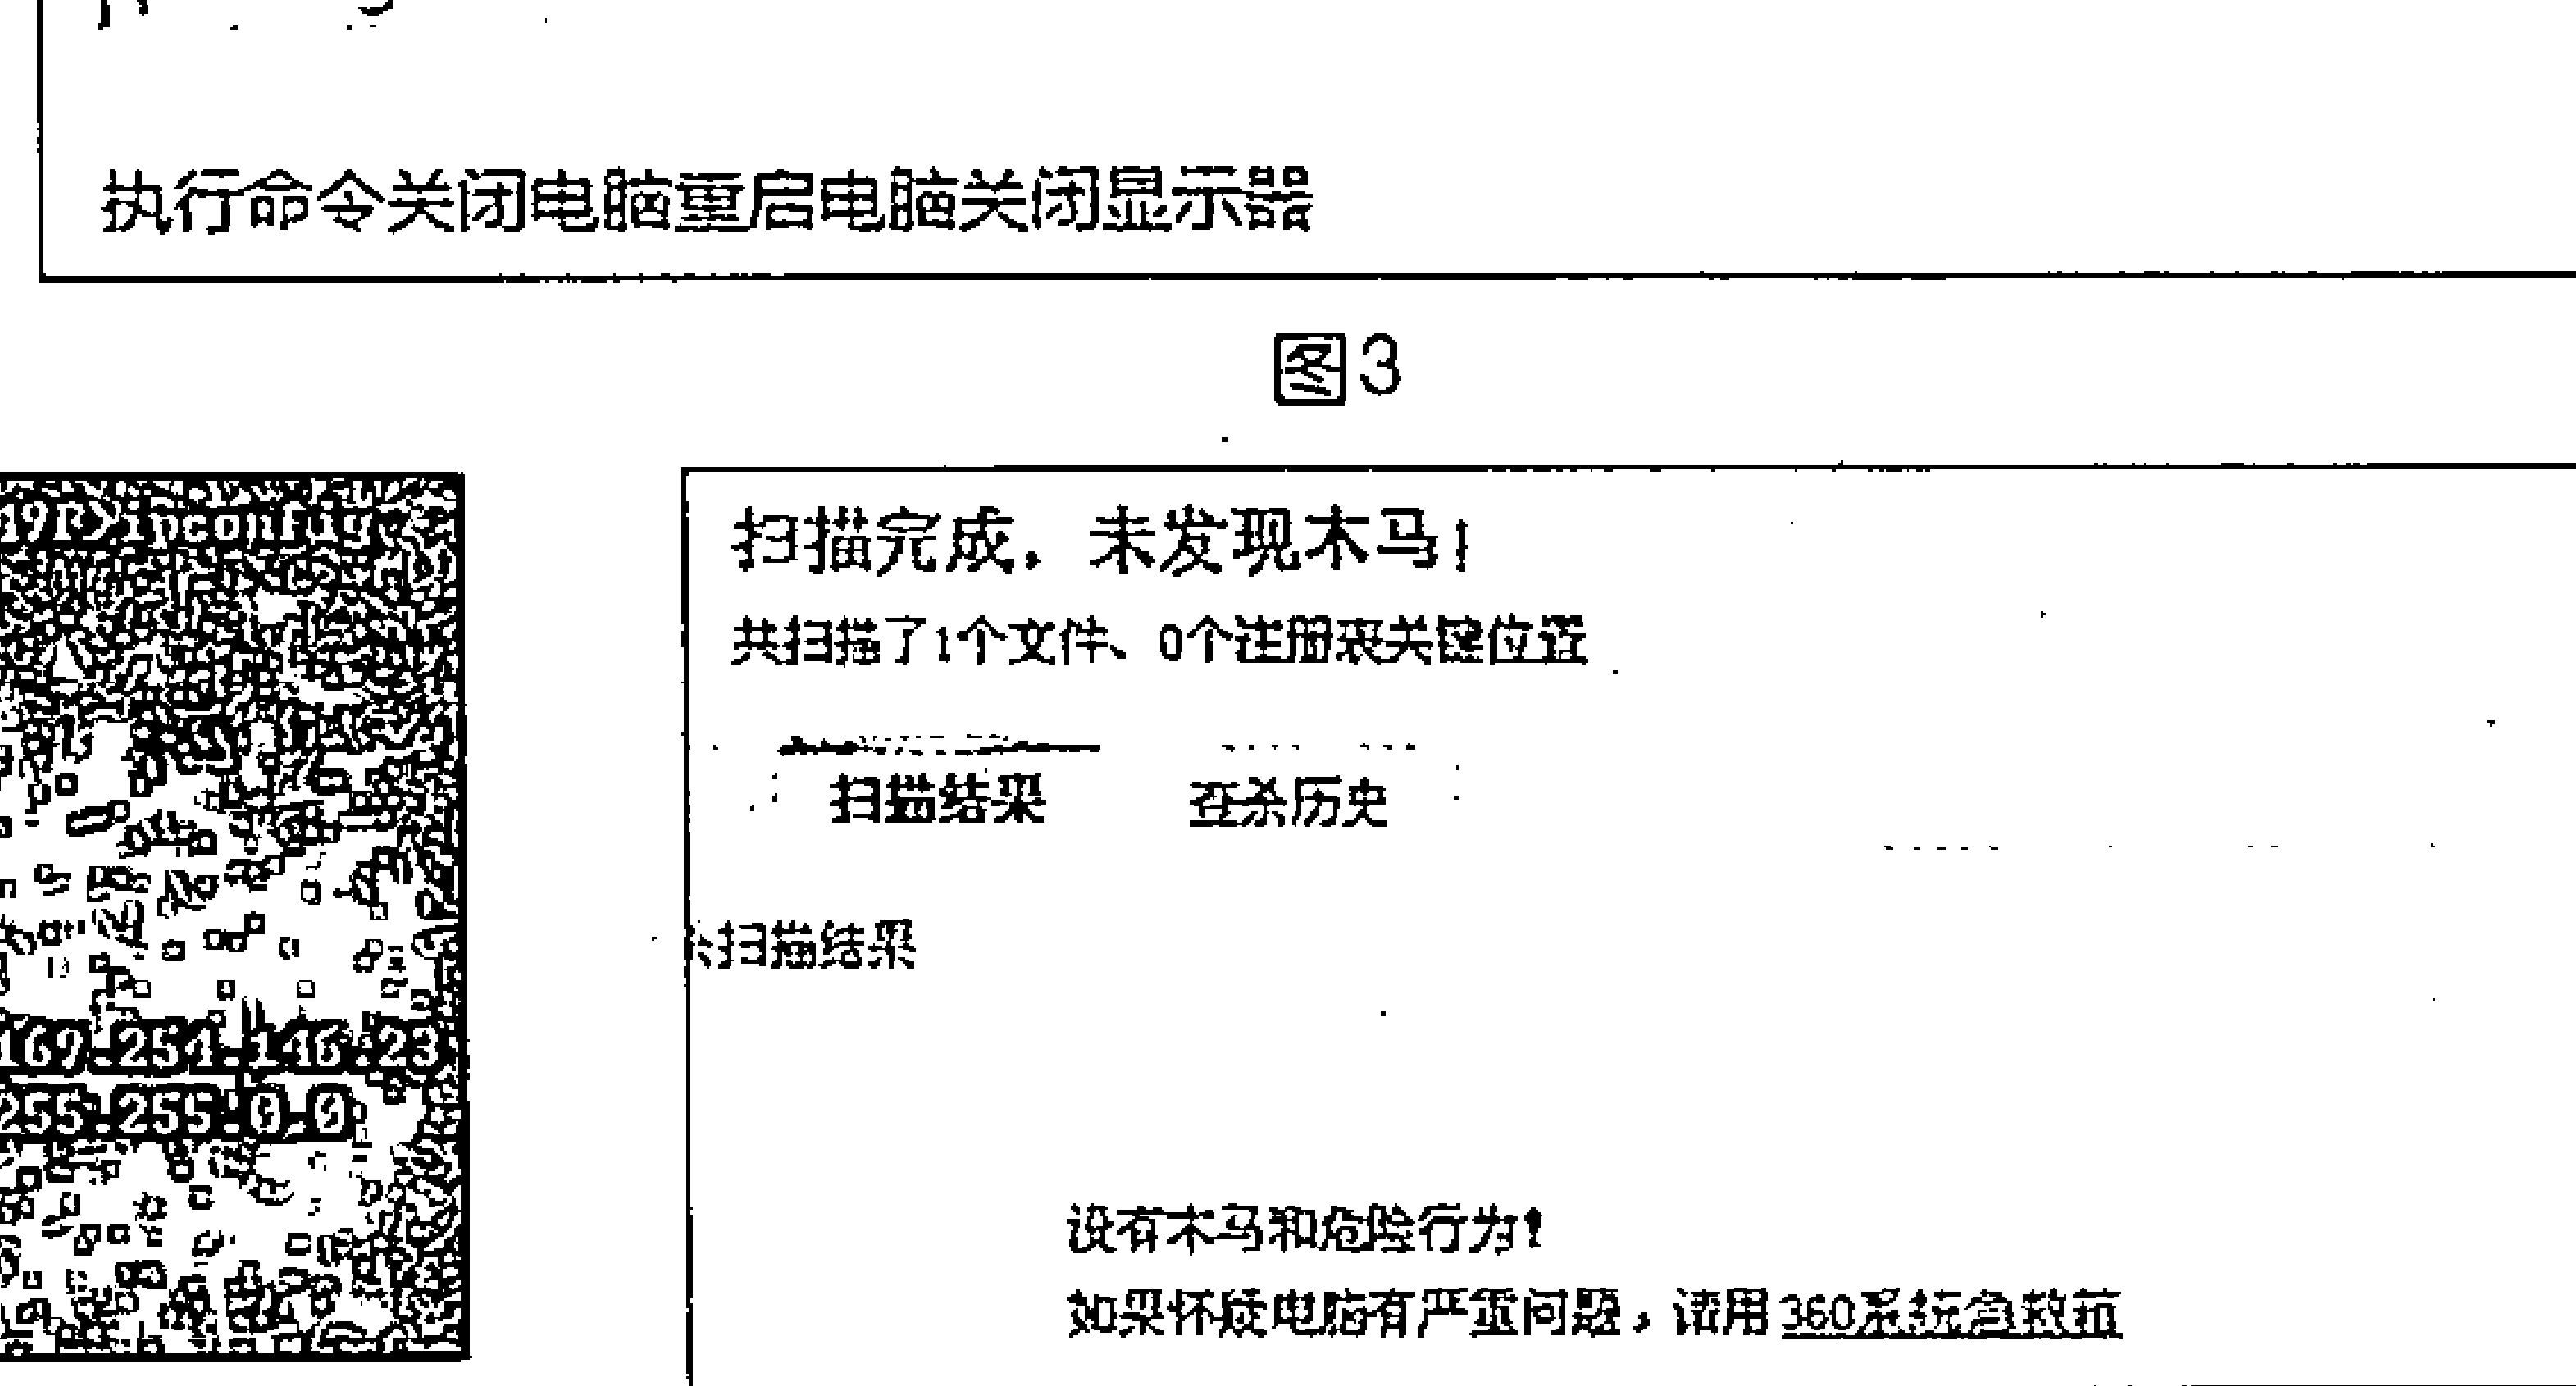 执行命令关闭电脑重启电脑关闭显示器
图3
扫描完成，未发现木马！
共扫描了1个文件、0个注册表关键位置
扫描结果 查杀历史
扫描结果
没有木马和危险行为！
如果怀疑电脑有严重问题，请用360系统急救箱
169.254.146.23
255.255.0.0